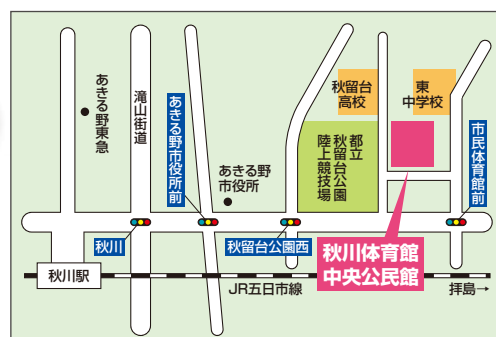 あきる野東急
滝山街道
あきる野市役所前
あきる野
市役所
秋留台
高校
東
中学校
都立
秋留台公園
陸上競技場
市民体育館前
秋川
秋留台公園西
秋川体育館
中央公民館
秋川駅
JR五日市線
拝島→